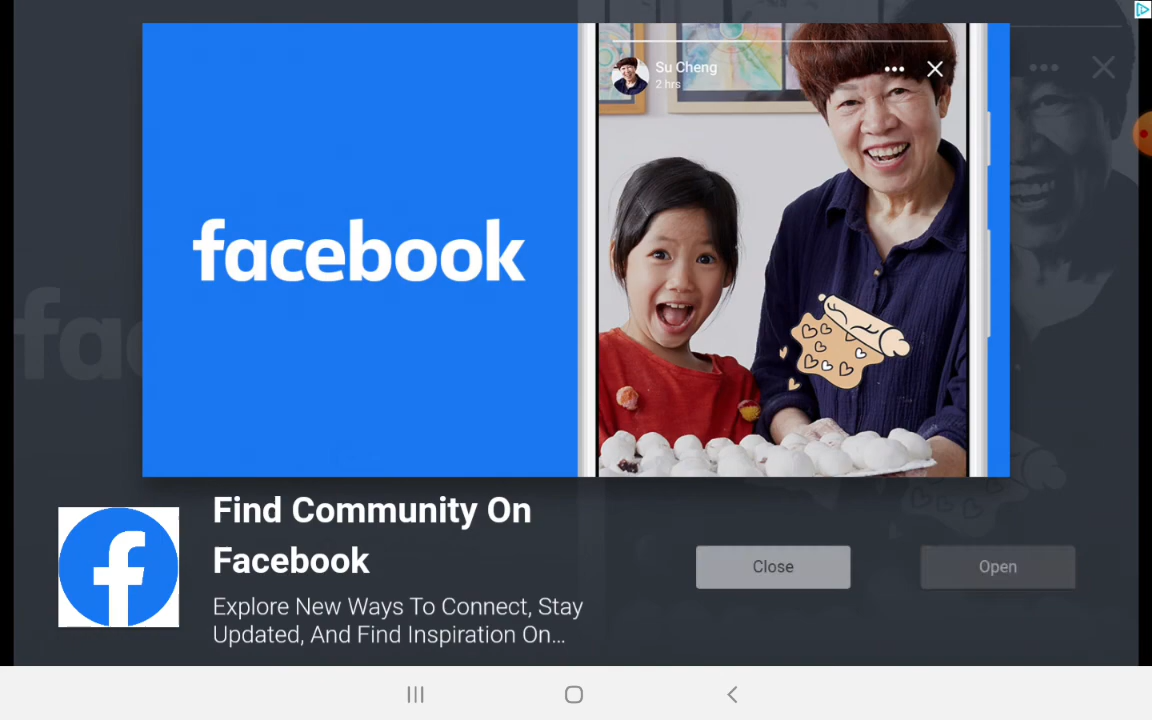 facebook
Su Cheng
2 hrs
Find Community On
Facebook
Explore New Ways To Connect, Stay
Updated, And Find Inspiration On...
Close
Open